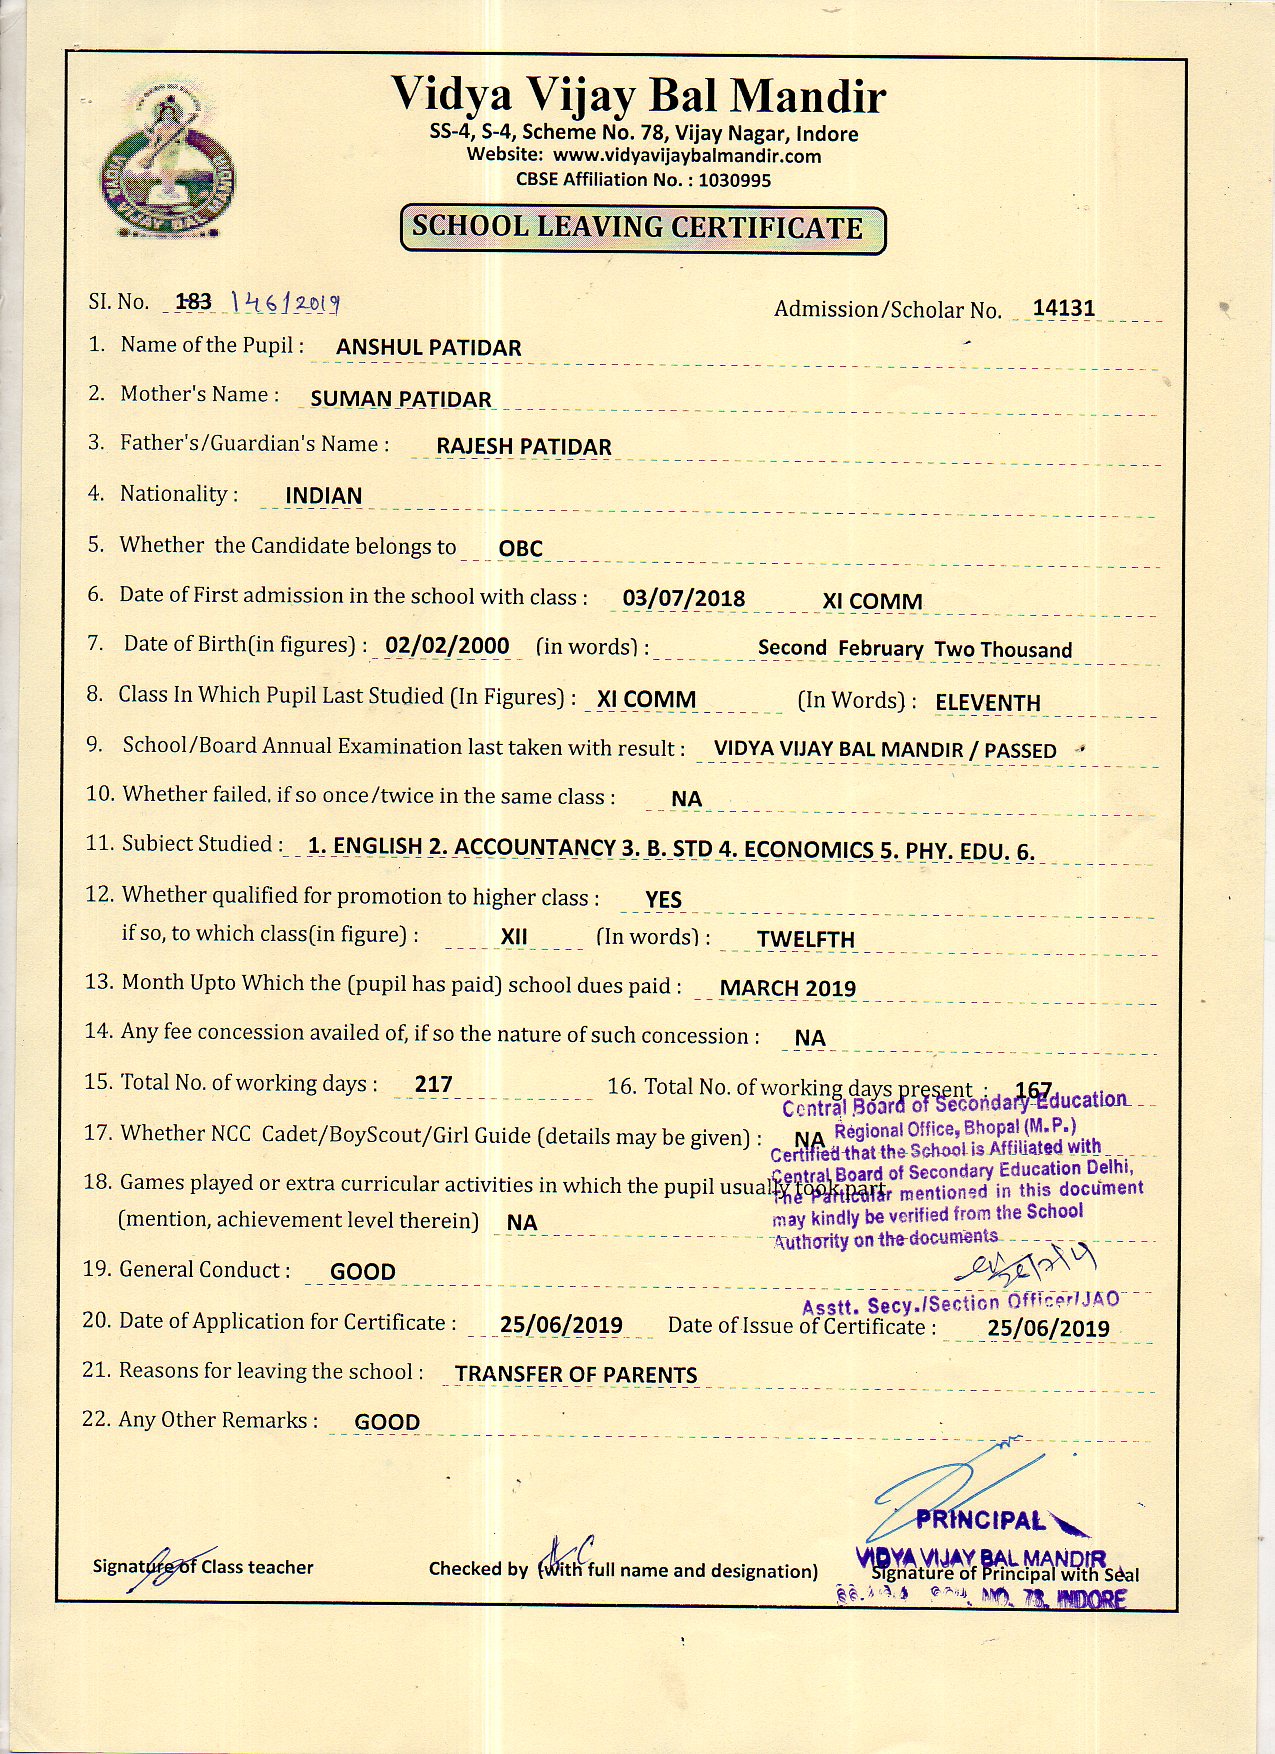 Vidya Vijay Bal Mandir
SS-4, S-4, Scheme No. 78, Vijay Nagar, Indore
Website: www.vidyavijaybalmandir.com
CBSE Affiliation No. : 1030995
VIDYA VIJAY BAL MANDIR
SCHOOL LEAVING CERTIFICATE
SI. No. 183 146/2019 Admission/Scholar No. 14131
1. Name of the Pupil : ANSHUL PATIDAR
2. Mother's Name : SUMAN PATIDAR
3. Father's/Guardian's Name : RAJESH PATIDAR
4. Nationality : INDIAN
5. Whether the Candidate belongs to OBC
6. Date of First admission in the school with class : 03/07/2018 XI COMM
7. Date of Birth(in figures) : 02/02/2000 (in words) : Second February Two Thousand
8. Class In Which Pupil Last Studied (In Figures) : XI COMM (In Words) : ELEVENTH
9. School/Board Annual Examination last taken with result : VIDYA VIJAY BAL MANDIR / PASSED
10. Whether failed, if so once/twice in the same class : NA
11. Subject Studied : 1. ENGLISH 2. ACCOUNTANCY 3. B. STD 4. ECONOMICS 5. PHY. EDU. 6.
12. Whether qualified for promotion to higher class : YES
if so, to which class(in figure) : XII (In words) : TWELFTH
13. Month Upto Which the (pupil has paid) school dues paid : MARCH 2019
14. Any fee concession availed of, if so the nature of such concession : NA
15. Total No. of working days : 217 16. Total No. of working days present : 167
Central Board of Secondary Education
Regional Office, Bhopal (M.P.)
17. Whether NCC Cadet/BoyScout/Girl Guide (details may be given) : NA
Certified that the School is Affiliated with
Central Board of Secondary Education Delhi,
18. Games played or extra curricular activities in which the pupil usually took part
The Particular mentioned in this document
may kindly be verified from the School
(mention, achievement level therein) NA
Authority on the documents
19. General Conduct : GOOD
Asstt. Secy./Section Officer/JAO
20. Date of Application for Certificate : 25/06/2019 Date of Issue of Certificate : 25/06/2019
21. Reasons for leaving the school : TRANSFER OF PARENTS
22. Any Other Remarks : GOOD
PRINCIPAL
VIDYA VIJAY BAL MANDIR
Signature of Class teacher Checked by (with full name and designation) Signature of Principal with Seal
NO. 78, INDORE